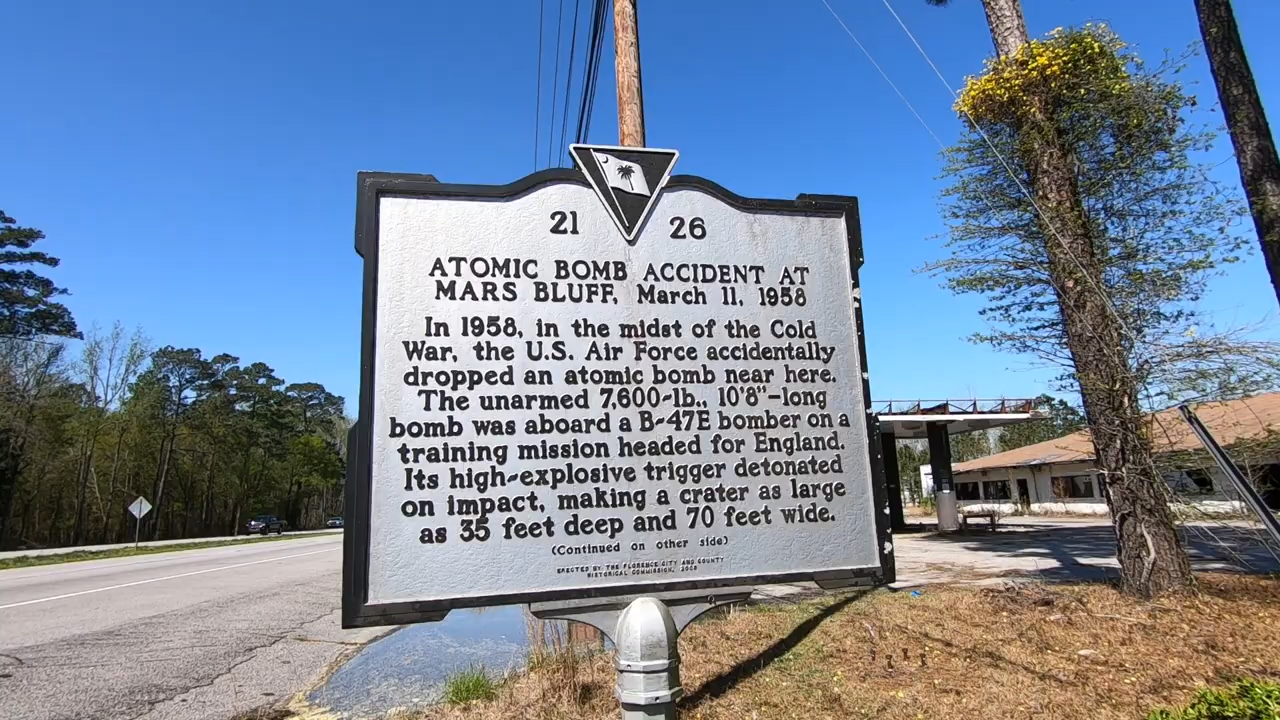 21 26
ATOMIC BOMB ACCIDENT AT
MARS BLUFF, March 11, 1958
In 1958, in the midst of the Cold
War, the U.S. Air Force accidentally
dropped an atomic bomb near here.
The unarmed 7,600-lb., 10'8"-long
bomb was aboard a B-47E bomber on a
training mission headed for England.
Its high-explosive trigger detonated
on impact, making a crater as large
as 35 feet deep and 70 feet wide.
(Continued on other side)
ERECTED BY THE FLORENCE CITY AND COUNTY
HISTORICAL COMMISSION, 2008